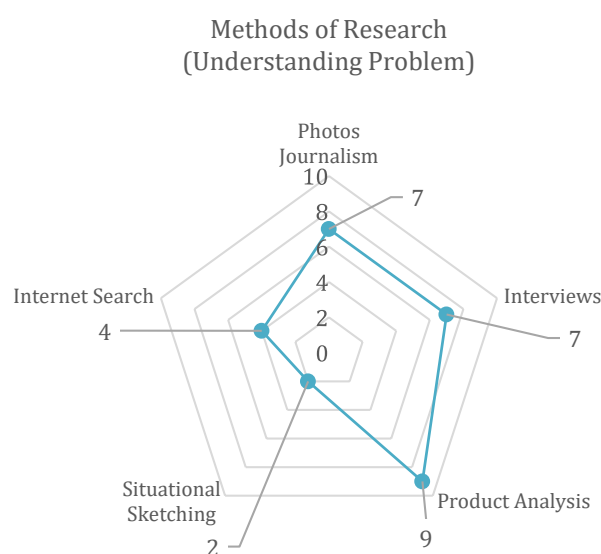 Methods of Research
(Understanding Problem)
Photos
Journalism
10
7
8
6
Internet Search
4
Interviews
4
2
7
0
Situational
Sketching
Product Analysis
2
9